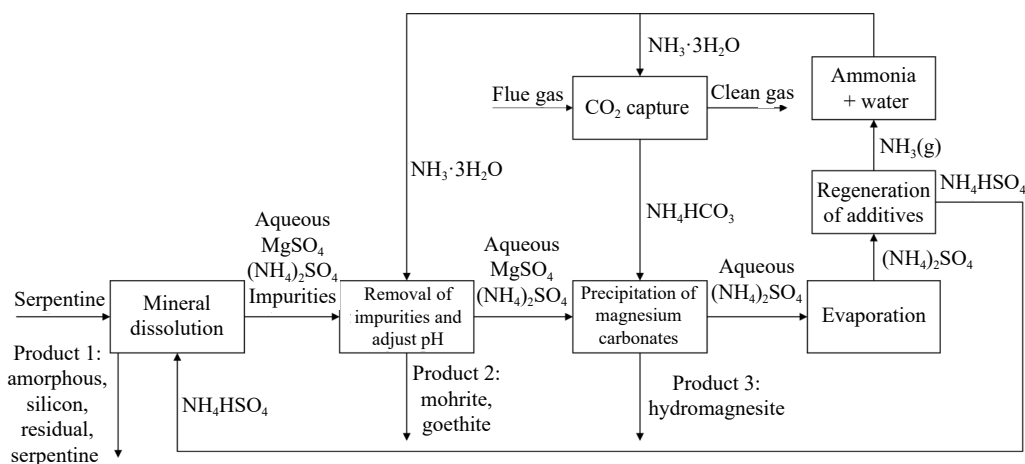 NH₃·3H₂O
Ammonia
+ water
Flue gas
CO₂ capture
Clean gas
NH₃(g)
NH₃·3H₂O
Regeneration
of additives
NH₄HSO₄
NH₄HCO₃
Aqueous
MgSO₄
(NH₄)₂SO₄
Impurities
Aqueous
MgSO₄
(NH₄)₂SO₄
Aqueous
(NH₄)₂SO₄
(NH₄)₂SO₄
Serpentine
Mineral
dissolution
Removal of
impurities and
adjust pH
Precipitation of
magnesium
carbonates
Evaporation
Product 1:
amorphous,
silicon,
residual,
serpentine
NH₄HSO₄
Product 2:
mohrite,
goethite
Product 3:
hydromagnesite